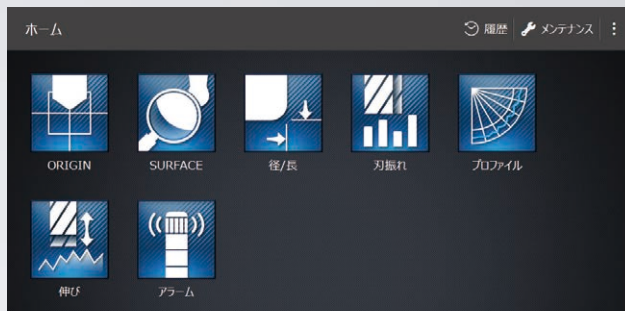 ホーム
履歴
メンテナンス
ORIGIN
SURFACE
径/長
刃振れ
プロファイル
伸び
アラーム